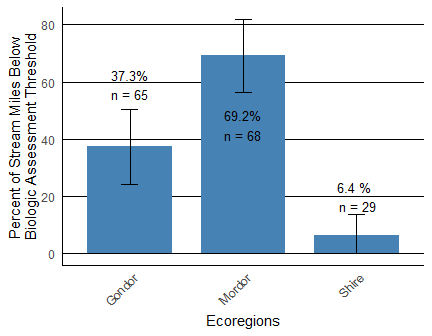 Percent of Stream Miles Below
Biologic Assessment Threshold
80
60
40
20
0
37.3%
n = 65
69.2%
n = 68
6.4 %
n = 29
Gondor
Mordor
Shire
Ecoregions